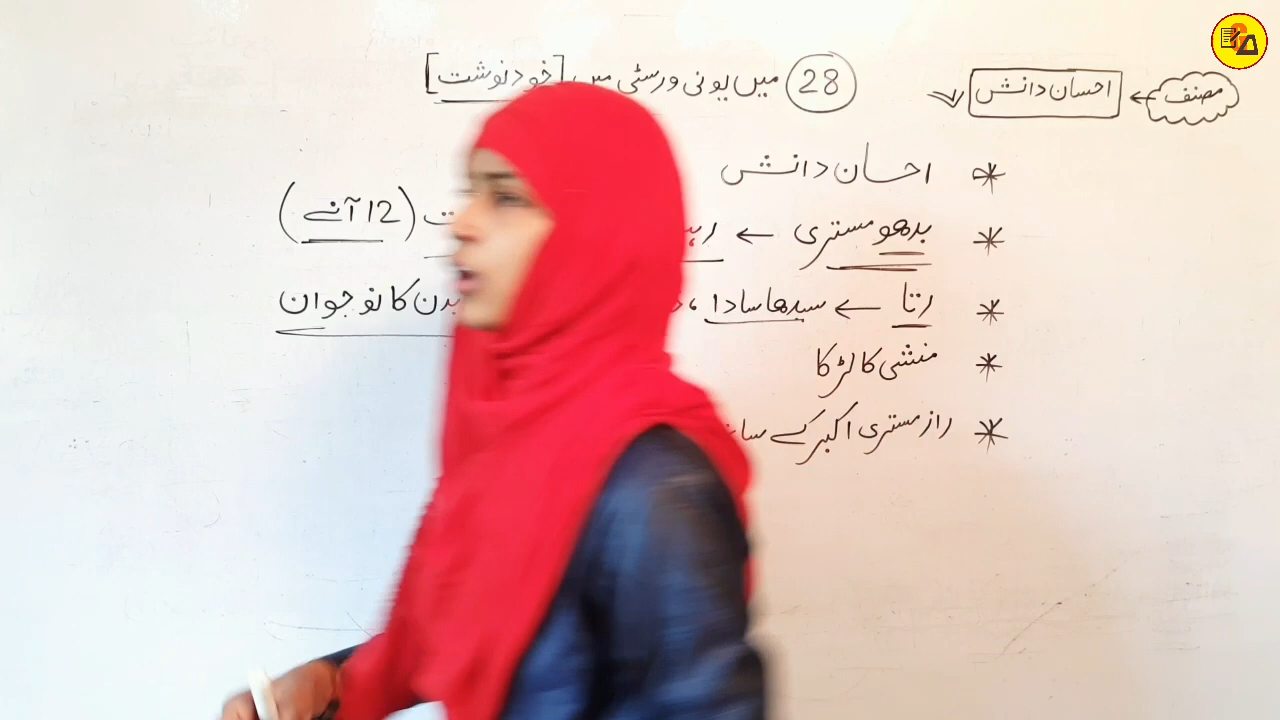 مصنف ← احسان دانش
28 میں یونی ورسٹی میں [خودنوشت]
* احسان دانش
* بدھو مستری ← (12 آنے)
* رتا ← سیدھا سادا، بدن کا نوجوان
* منشی کا لڑکا
* راز مستری اکبر کے